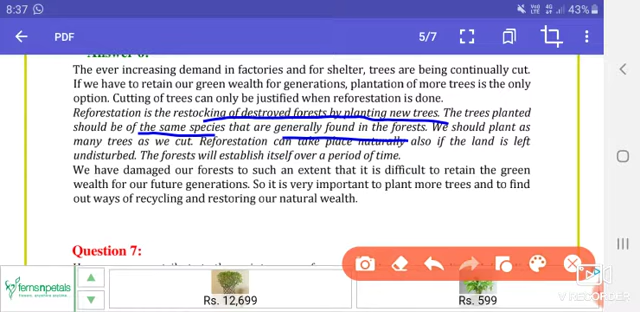 8:37
43%
PDF
5/7
Answer 6:
The ever increasing demand in factories and for shelter, trees are being continually cut.
If we have to retain our green wealth for generations, plantation of more trees is the only
option. Cutting of trees can only be justified when reforestation is done.
Reforestation is the restocking of destroyed forests by planting new trees. The trees planted
should be of the same species that are generally found in the forests. We should plant as
many trees as we cut. Reforestation can take place naturally also if the land is left
undisturbed. The forests will establish itself over a period of time.
We have damaged our forests to such an extent that it is difficult to retain the green
wealth for our future generations. So it is very important to plant more trees and to find
out ways of recycling and restoring our natural wealth.
Question 7:
fernsnpetals
Rs. 12,699
Rs. 599
V RECORDER